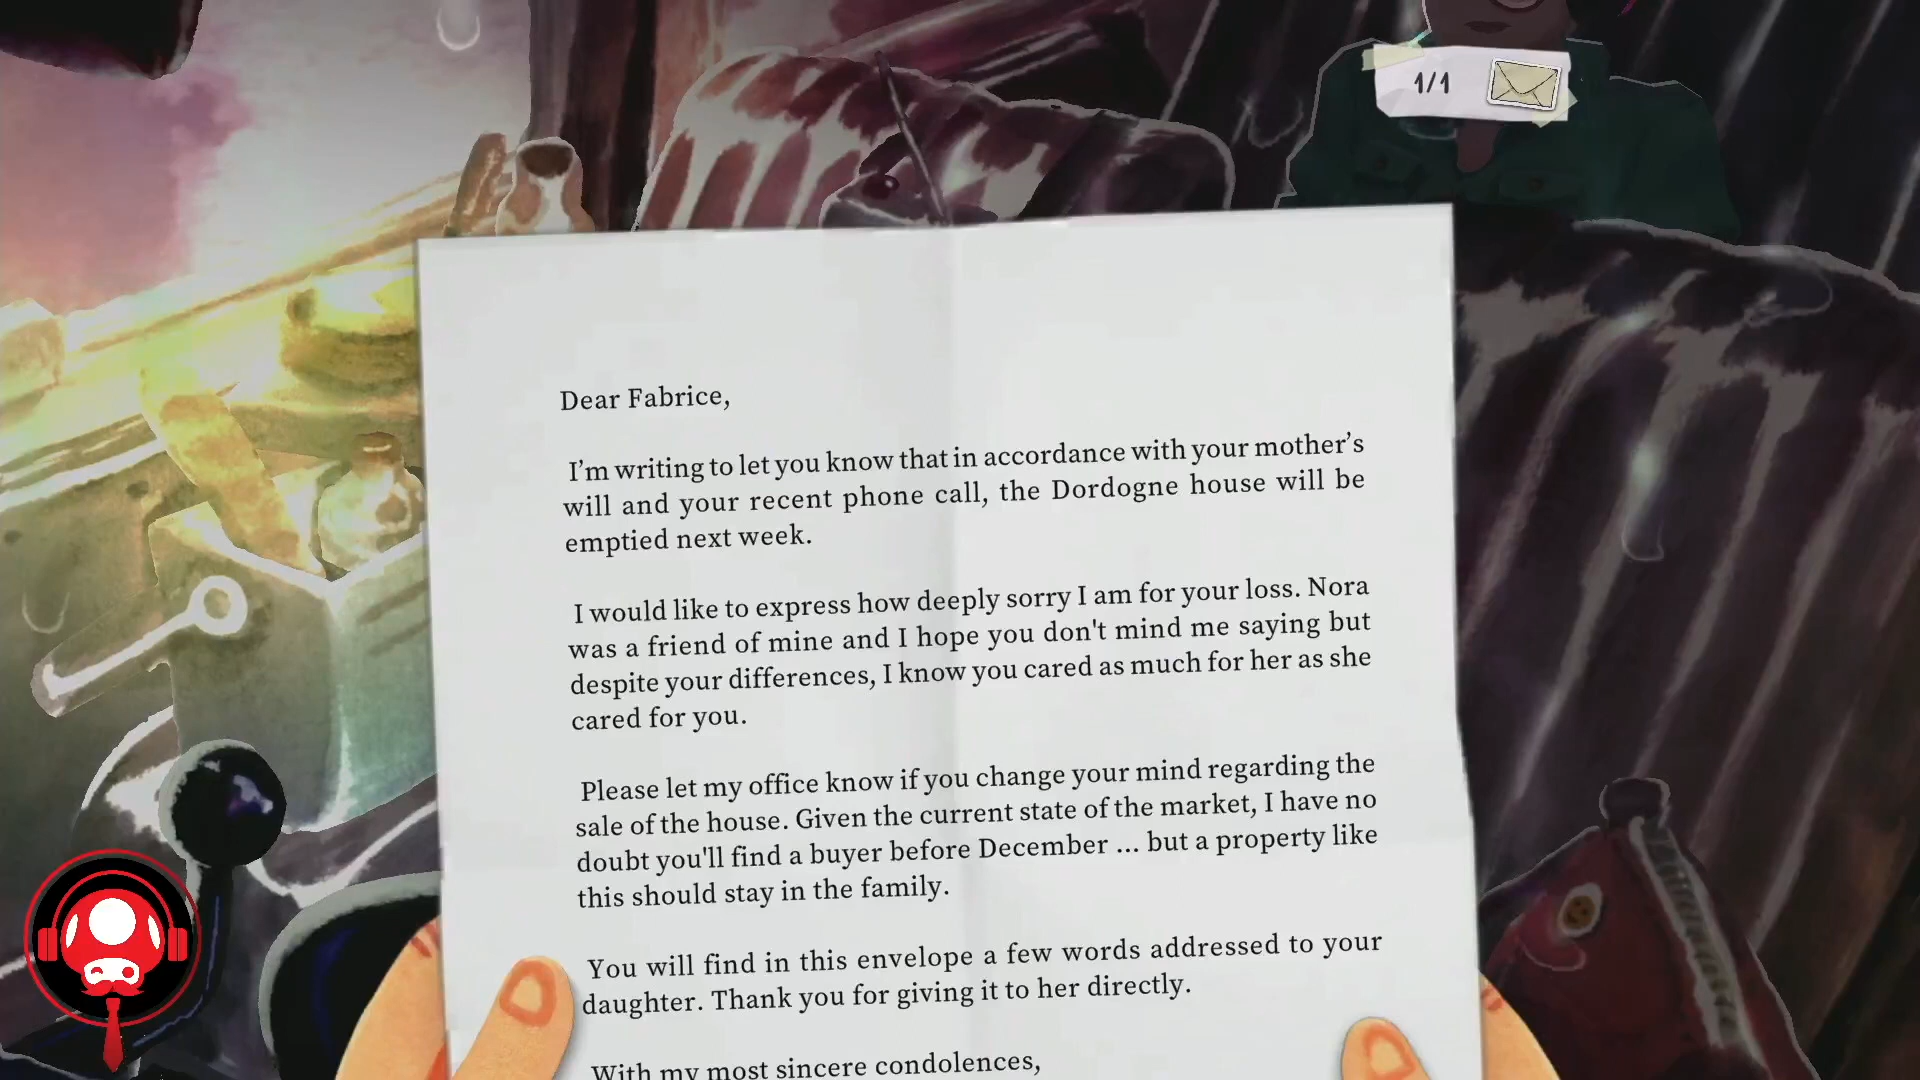 1/1
Dear Fabrice,
I'm writing to let you know that in accordance with your mother's
will and your recent phone call, the Dordogne house will be
emptied next week.
I would like to express how deeply sorry I am for your loss. Nora
was a friend of mine and I hope you don't mind me saying but
despite your differences, I know you cared as much for her as she
cared for you.
Please let my office know if you change your mind regarding the
sale of the house. Given the current state of the market, I have no
doubt you'll find a buyer before December ... but a property like
this should stay in the family.
You will find in this envelope a few words addressed to your
daughter. Thank you for giving it to her directly.
With my most sincere condolences,